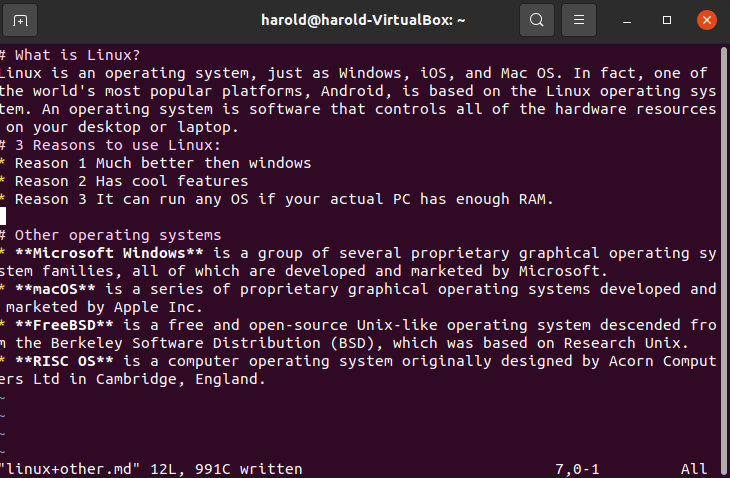 harold@harold-VirtualBox: ~
# What is Linux?
Linux is an operating system, just as Windows, iOS, and Mac OS. In fact, one of
the world's most popular platforms, Android, is based on the Linux operating sys
tem. An operating system is software that controls all of the hardware resources
on your desktop or laptop.
# 3 Reasons to use Linux:
* Reason 1 Much better then windows
* Reason 2 Has cool features
* Reason 3 It can run any OS if your actual PC has enough RAM.
# Other operating systems
* **Microsoft Windows** is a group of several proprietary graphical operating sy
stem families, all of which are developed and marketed by Microsoft.
* **macOS** is a series of proprietary graphical operating systems developed and
marketed by Apple Inc.
* **FreeBSD** is a free and open-source Unix-like operating system descended fro
m the Berkeley Software Distribution (BSD), which was based on Research Unix.
* **RISC OS** is a computer operating system originally designed by Acorn Comput
ers Ltd in Cambridge, England.
~
~
~
~
"linux+other.md" 12L, 991C written 7,0-1 All